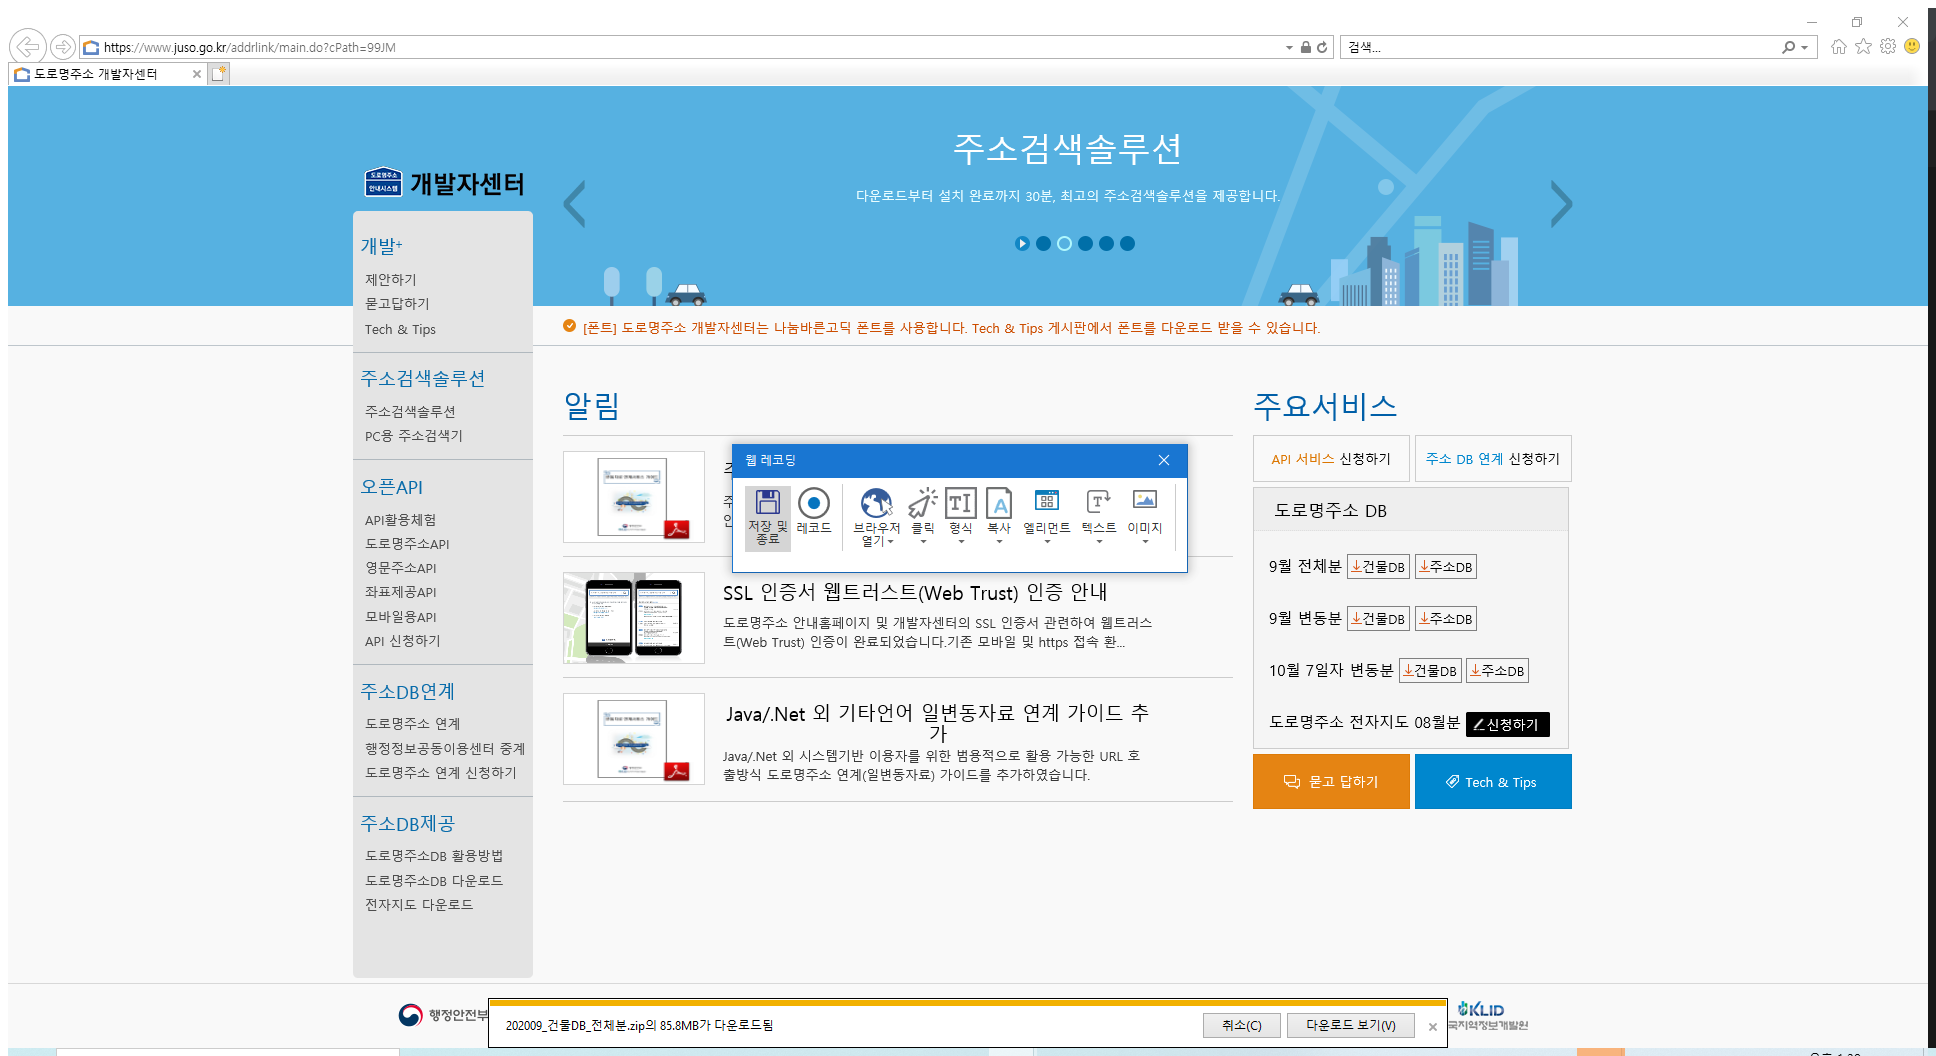 https://www.juso.go.kr/addrlink/main.do?cPath=99JM
검색...
도로명주소 개발자센터
도로명주소
안내시스템
개발자센터
주소검색솔루션
다운로드부터 설치 완료까지 30분, 최고의 주소검색솔루션을 제공합니다.
개발+
제안하기
묻고답하기
Tech & Tips
주소검색솔루션
주소검색솔루션
PC용 주소검색기
오픈API
API활용체험
도로명주소API
영문주소API
좌표제공API
모바일용API
API 신청하기
주소DB연계
도로명주소 연계
행정정보공동이용센터 중계
도로명주소 연계 신청하기
주소DB제공
도로명주소DB 활용방법
도로명주소DB 다운로드
전자지도 다운로드
[폰트] 도로명주소 개발자센터는 나눔바른고딕 폰트를 사용합니다. Tech & Tips 게시판에서 폰트를 다운로드 받을 수 있습니다.
알림
웹 레코딩
저장 및
종료
레코드
브라우저
열기
클릭
형식
복사
엘리먼트
텍스트
이미지
SSL 인증서 웹트러스트(Web Trust) 인증 안내
도로명주소 안내홈페이지 및 개발자센터의 SSL 인증서 관련하여 웹트러스
트(Web Trust) 인증이 완료되었습니다.기존 모바일 및 https 접속 환...
Java/.Net 외 기타언어 일변동자료 연계 가이드 추
가
Java/.Net 외 시스템기반 이용자를 위한 범용적으로 활용 가능한 URL 호
출방식 도로명주소 연계(일변동자료) 가이드를 추가하였습니다.
주요서비스
API 서비스 신청하기
주소 DB 연계 신청하기
도로명주소 DB
9월 전체분 건물DB 주소DB
9월 변동분 건물DB 주소DB
10월 7일자 변동분 건물DB 주소DB
도로명주소 전자지도 08월분 신청하기
묻고 답하기
Tech & Tips
행정안전부
202009_건물DB_전체분.zip의 85.8MB가 다운로드됨
취소(C)
다운로드 보기(V)
KLID
국지역정보개발원